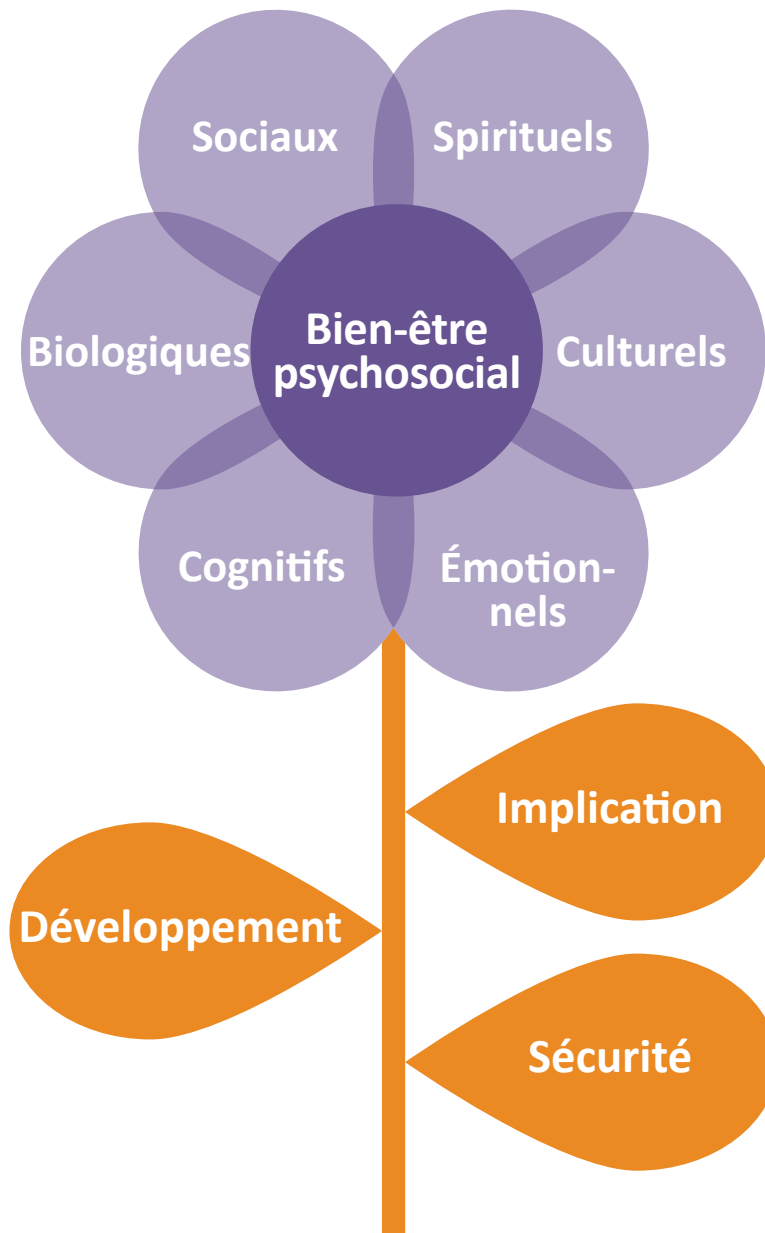 Sociaux
Spirituels
Biologiques
Bien-être
psychosocial
Culturels
Cognitifs
Émotion-
nels
Implication
Développement
Sécurité